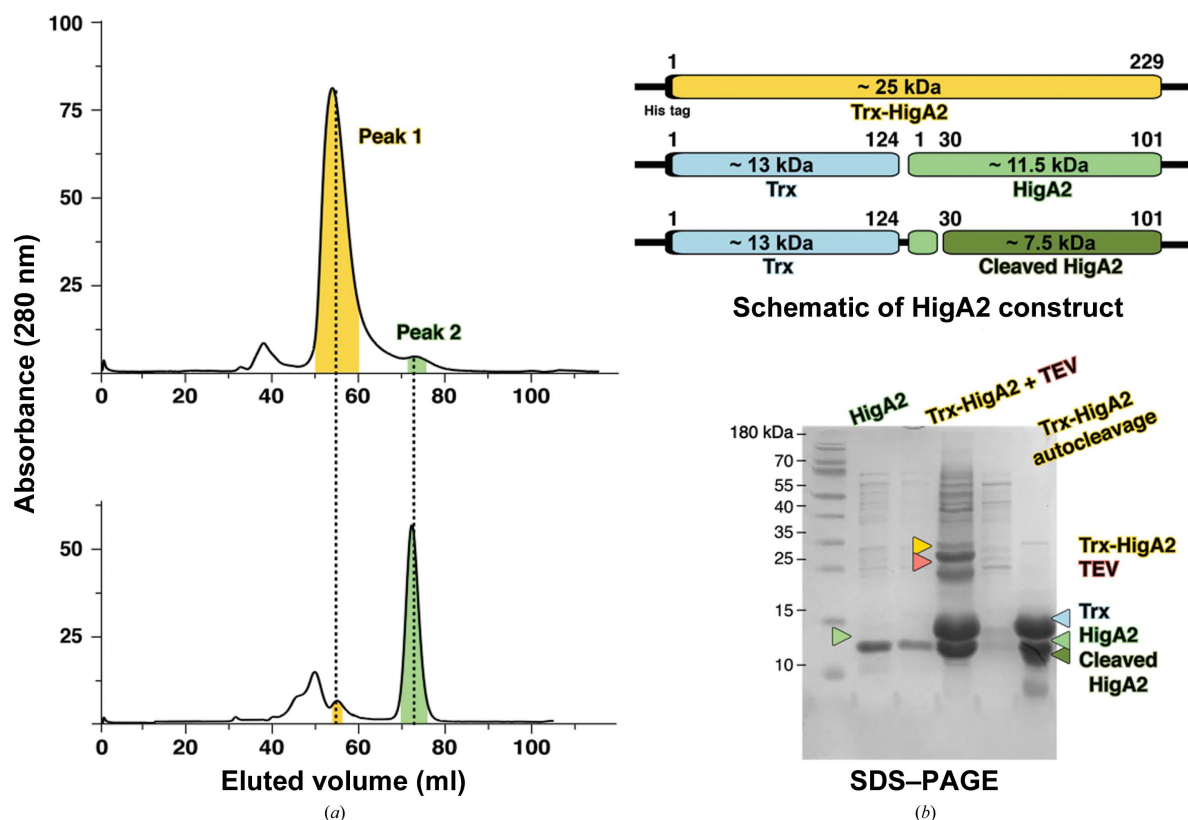 Absorbance (280 nm)
100
75
50
25
Peak 1
Peak 2
0 20 40 60 80 100
50
25
0 20 40 60 80 100
Eluted volume (ml)
(a)
1 229
~ 25 kDa
His tag
Trx-HigA2
1 124 1 30 101
~ 13 kDa ~ 11.5 kDa
Trx HigA2
1 124 30 101
~ 13 kDa ~ 7.5 kDa
Trx Cleaved HigA2
Schematic of HigA2 construct
HigA2
Trx-HigA2 + TEV
Trx-HigA2
autocleavage
180 kDa
70
55
40
35
25
15
10
Trx-HigA2
TEV
Trx
HigA2
Cleaved
HigA2
SDS–PAGE
(b)